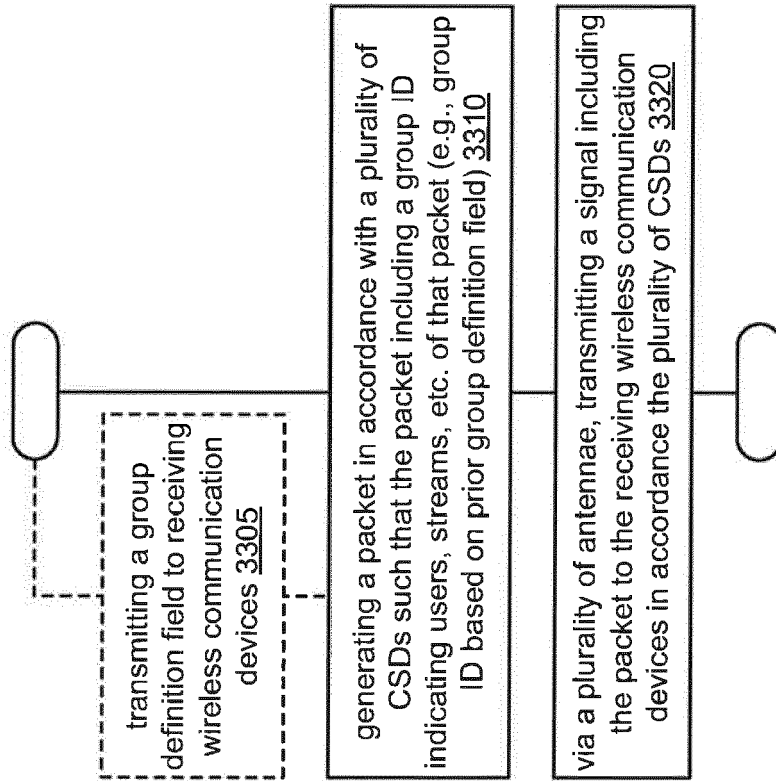 transmitting a group
definition field to receiving
wireless communication
devices 3305
generating a packet in accordance with a plurality of
CSDs such that the packet including a group ID
indicating users, streams, etc. of that packet (e.g., group
ID based on prior group definition field) 3310
via a plurality of antennae, transmitting a signal including
the packet to the receiving wireless communication
devices in accordance the plurality of CSDs 3320